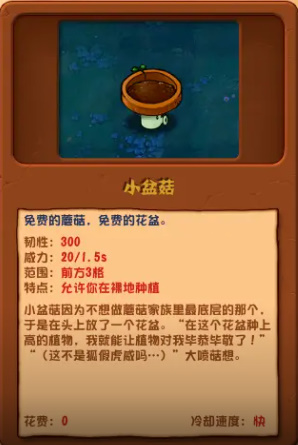 小盆菇
免费的蘑菇，免费的花盆。
韧性：300
威力：20/1.5s
范围：前方3格
特点：允许你在裸地种植
小盆菇因为不想做蘑菇家族里最底层的那个，
于是在头上放了一个花盆。“在这个花盆种上
高的植物，我就能让植物对我毕恭毕敬了！”
“（这不是狐假虎威吗…）”大喷菇想。
花费：0
冷却速度：快